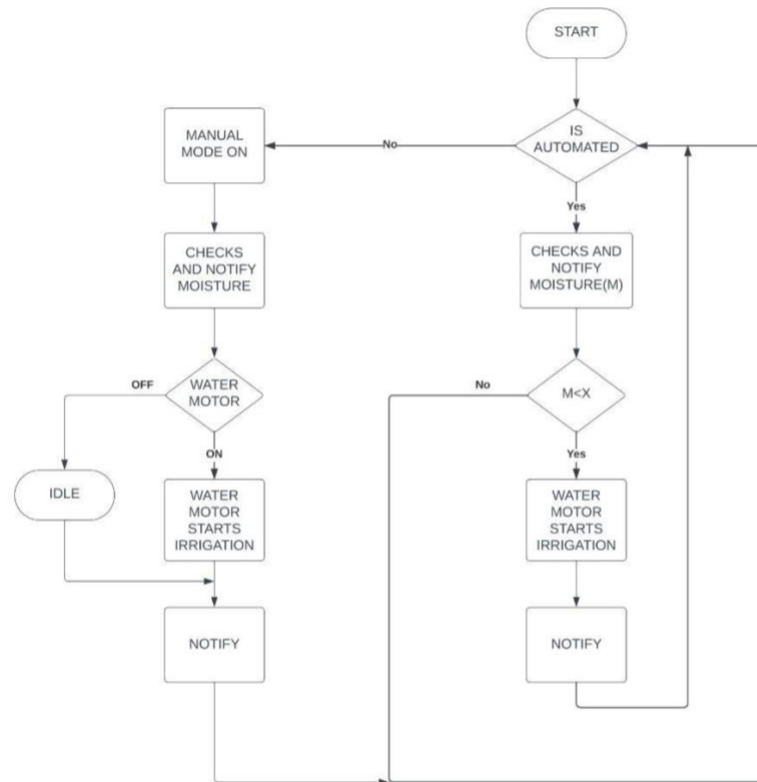 START
IS
AUTOMATED
No
MANUAL
MODE ON
Yes
CHECKS
AND NOTIFY
MOISTURE
CHECKS AND
NOTIFY
MOISTURE(M)
OFF
WATER
MOTOR
No
M<X
ON
Yes
IDLE
WATER
MOTOR
STARTS
IRRIGATION
WATER
MOTOR
STARTS
IRRIGATION
NOTIFY
NOTIFY